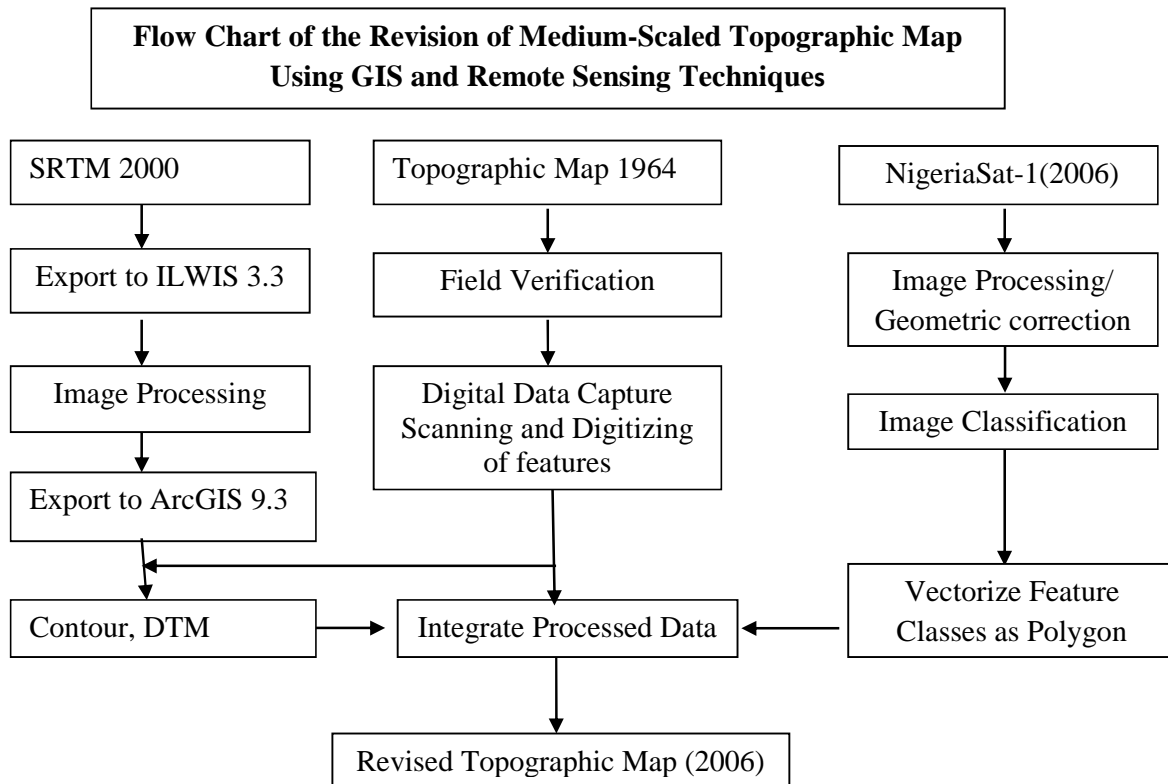 Flow Chart of the Revision of Medium-Scaled Topographic Map
Using GIS and Remote Sensing Techniques
SRTM 2000
Topographic Map 1964
NigeriaSat-1(2006)
Export to ILWIS 3.3
Field Verification
Image Processing/
Geometric correction
Image Processing
Digital Data Capture
Scanning and Digitizing
of features
Image Classification
Export to ArcGIS 9.3
Contour, DTM
Integrate Processed Data
Vectorize Feature
Classes as Polygon
Revised Topographic Map (2006)